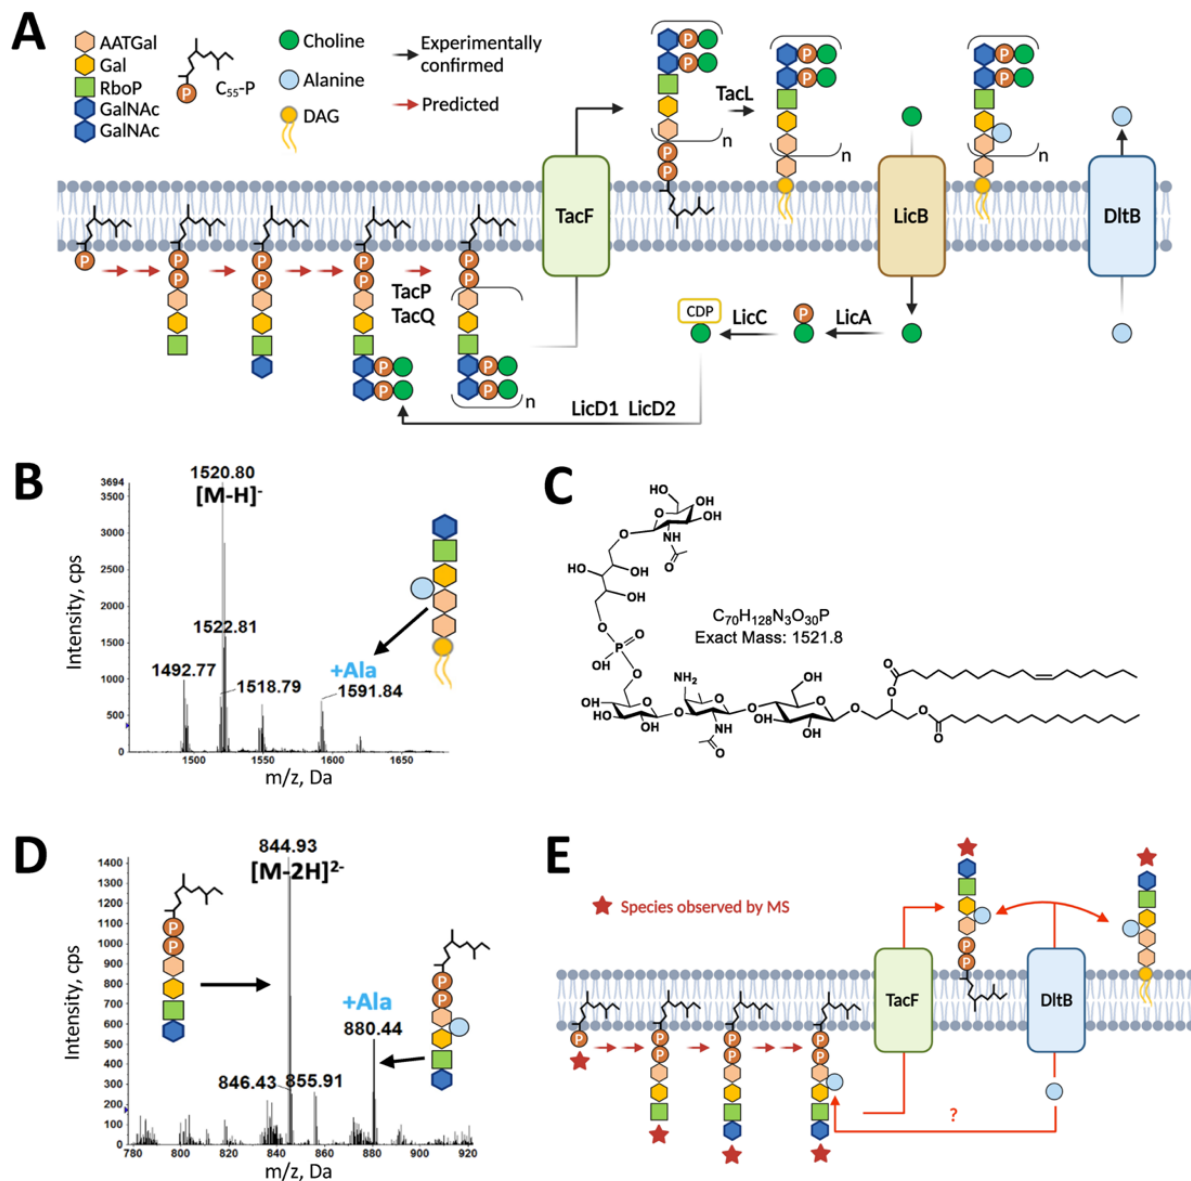 A
AATGal
Gal
RboP
GalNAc
GalNAc
C₅₅-P
P
Choline
Alanine
DAG
Experimentally
confirmed
Predicted
P
P
P
P
n
TacL
P
P
n
P
P
n
TacF
LicB
DltB
P
P
P
P
P
P
P
P
P
TacP
TacQ
P
P
P
P
P
P
n
CDP
LicC
P
LicA
LicD1 LicD2
B
1520.80
[M-H]⁻
3694
3500
3000
2500
2000
1500
1000
500
0
Intensity, cps
1522.81
1492.77
1518.79
+Ala
1591.84
1500
1550
1600
1650
m/z, Da
C
HO
OH
O
OH
O
NH
O
HO
OH
OH
O
P
O
OH
O
C₇₀H₁₂₈N₃O₃₀P
Exact Mass: 1521.8
OH
HO
HO
O
OH
O
NH₂
O
NH
O
O
HO
O
HO
OH
O
O
O
O
O
O
D
844.93
[M-2H]²⁻
1400
1300
1200
1100
1000
900
800
700
600
500
400
300
200
100
0
Intensity, cps
P
P
+Ala
880.44
P
P
846.43
855.91
780
800
820
840
860
880
900
920
m/z, Da
E
Species observed by MS
P
P
TacF
DltB
P
P
P
P
P
P
P
?